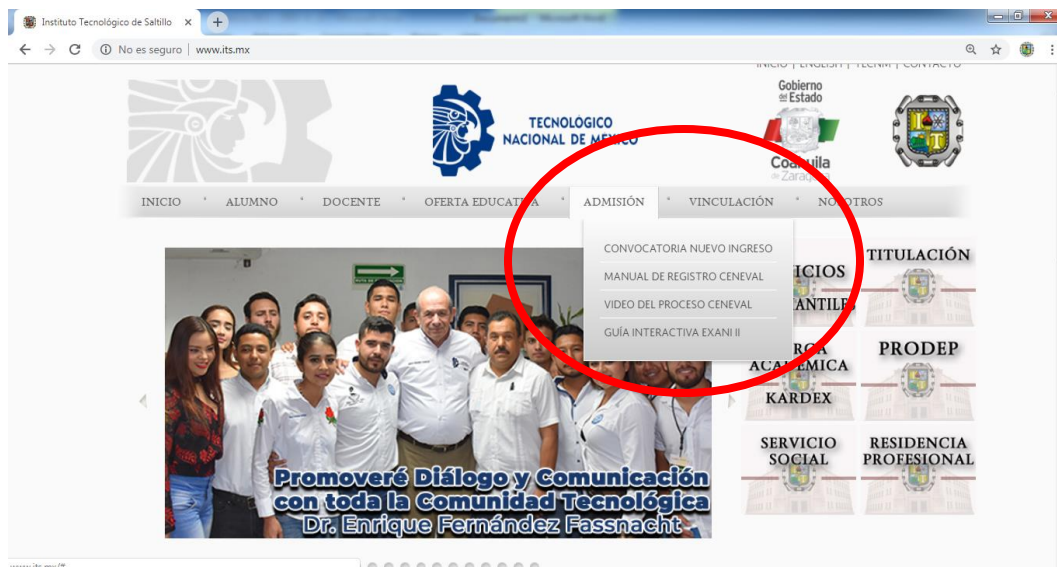 Instituto Tecnológico de Saltillo
No es seguro | www.its.mx
INICIO | ENGLISH | TECNM | CONTACTO
Gobierno
del Estado
Coahuila
de Zaragoza
TECNOLÓGICO
NACIONAL DE MÉXICO
INICIO ALUMNO DOCENTE OFERTA EDUCATIVA ADMISIÓN VINCULACIÓN NOSOTROS
CONVOCATORIA NUEVO INGRESO
MANUAL DE REGISTRO CENEVAL
VIDEO DEL PROCESO CENEVAL
GUÍA INTERACTIVA EXANI II
TITULACIÓN
ACADÉMICA
KARDEX
PRODEP
SERVICIO
SOCIAL
RESIDENCIA
PROFESIONAL
Promoveré Diálogo y Comunicación
con toda la Comunidad Tecnológica
Dr. Enrique Fernández Fassnacht